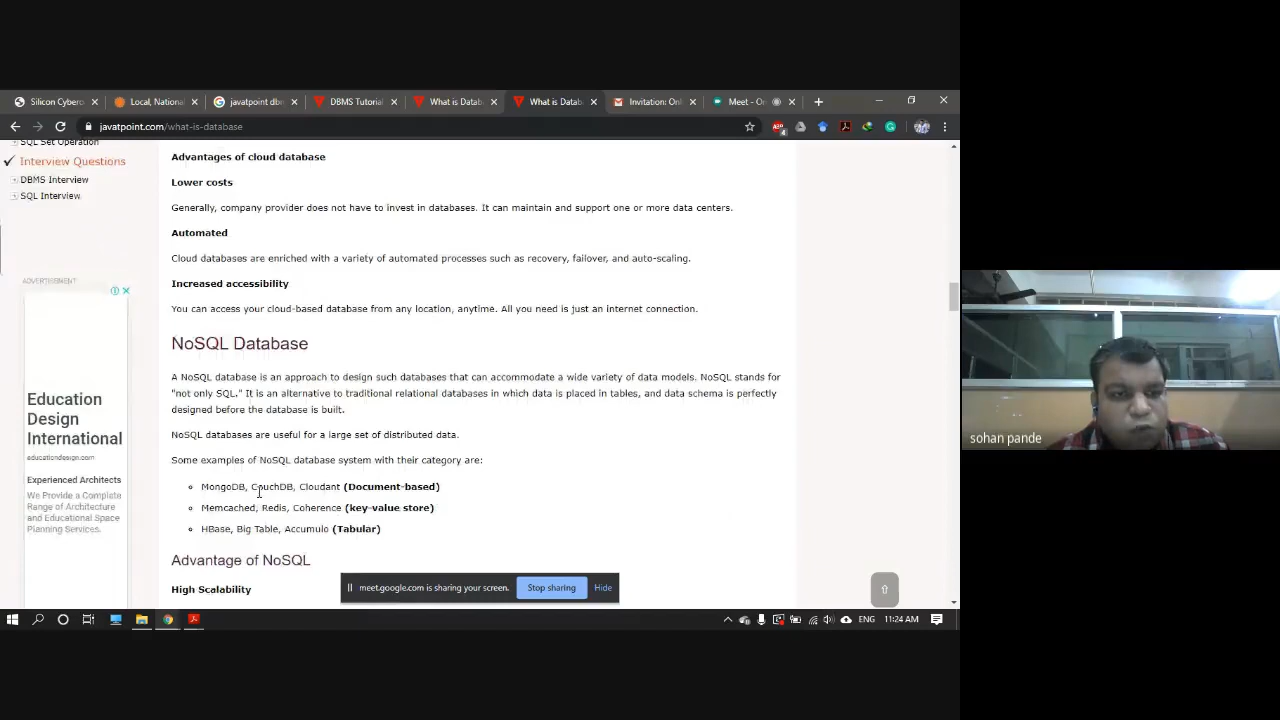 Silicon Cyberc
Local, National
javatpoint dbm
DBMS Tutorial
What is Databa
What is Datab
Invitation: Onl
Meet - On
javatpoint.com/what-is-database
SQL Set Operation
Interview Questions
DBMS Interview
SQL Interview
ADVERTISEMENT
Education
Design
International
educationdesign.com
Experienced Architects
We Provide a Complete
Range of Architecture
and Educational Space
Planning Services.
Advantages of cloud database
Lower costs
Generally, company provider does not have to invest in databases. It can maintain and support one or more data centers.
Automated
Cloud databases are enriched with a variety of automated processes such as recovery, failover, and auto-scaling.
Increased accessibility
You can access your cloud-based database from any location, anytime. All you need is just an internet connection.
NoSQL Database
A NoSQL database is an approach to design such databases that can accommodate a wide variety of data models. NoSQL stands for
"not only SQL." It is an alternative to traditional relational databases in which data is placed in tables, and data schema is perfectly
designed before the database is built.
NoSQL databases are useful for a large set of distributed data.
Some examples of NoSQL database system with their category are:
MongoDB, CouchDB, Cloudant (Document-based)
Memcached, Redis, Coherence (key-value store)
HBase, Big Table, Accumulo (Tabular)
Advantage of NoSQL
High Scalability
meet.google.com is sharing your screen.
Stop sharing
Hide
ENG
11:24 AM
sohan pande